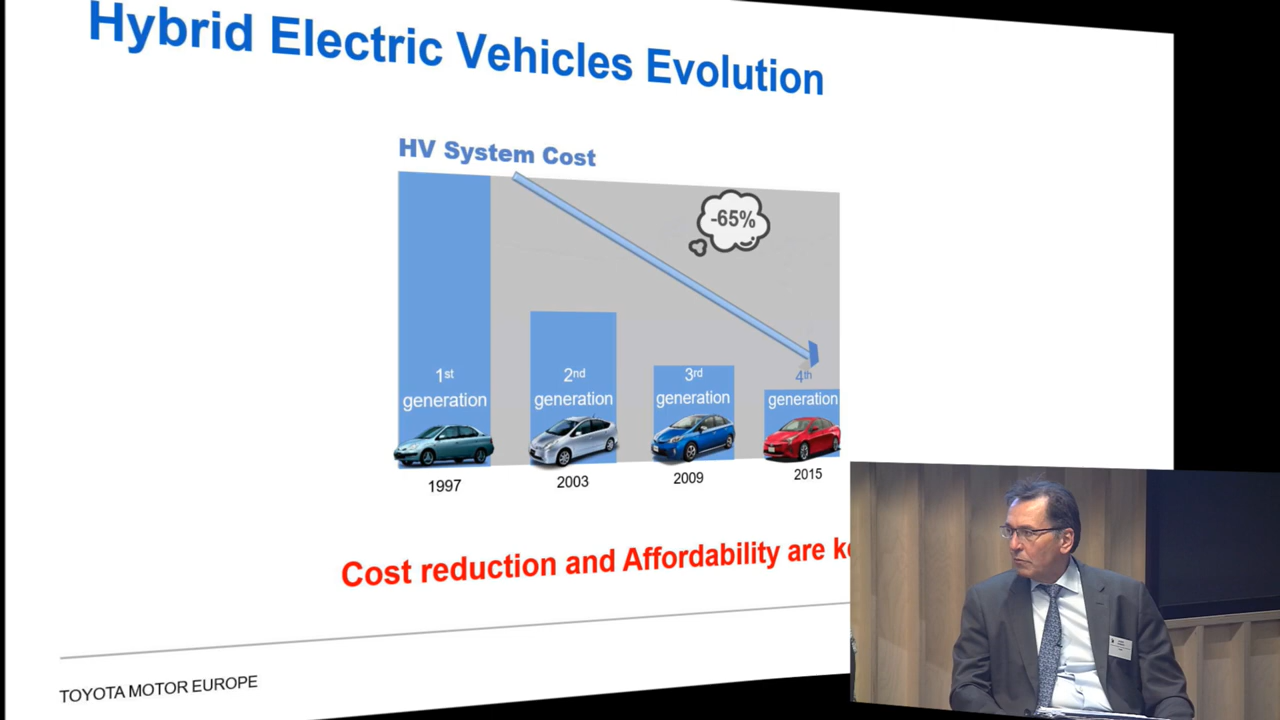 Hybrid Electric Vehicles Evolution
HV System Cost
-65%
1st
generation
2nd
generation
3rd
generation
4th
generation
1997
2003
2009
2015
Cost reduction and Affordability are
TOYOTA MOTOR EUROPE